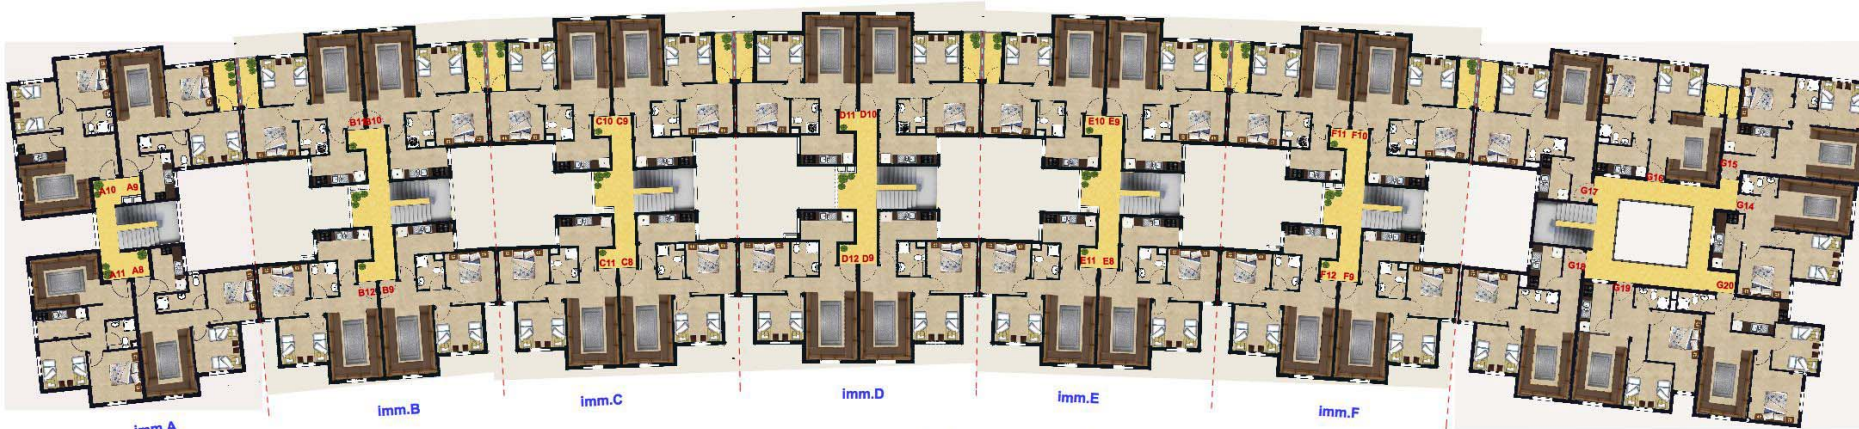 A10 A9
A11 A8
B11 B10
B12 B9
C10 C9
C11 C8
D11 D10
D12 D9
E10 E9
E11 E8
F11 F10
F12 F9
G15
G16
G17
G14
G18
G19
G20
imm.A
imm.B
imm.C
imm.D
imm.E
imm.F